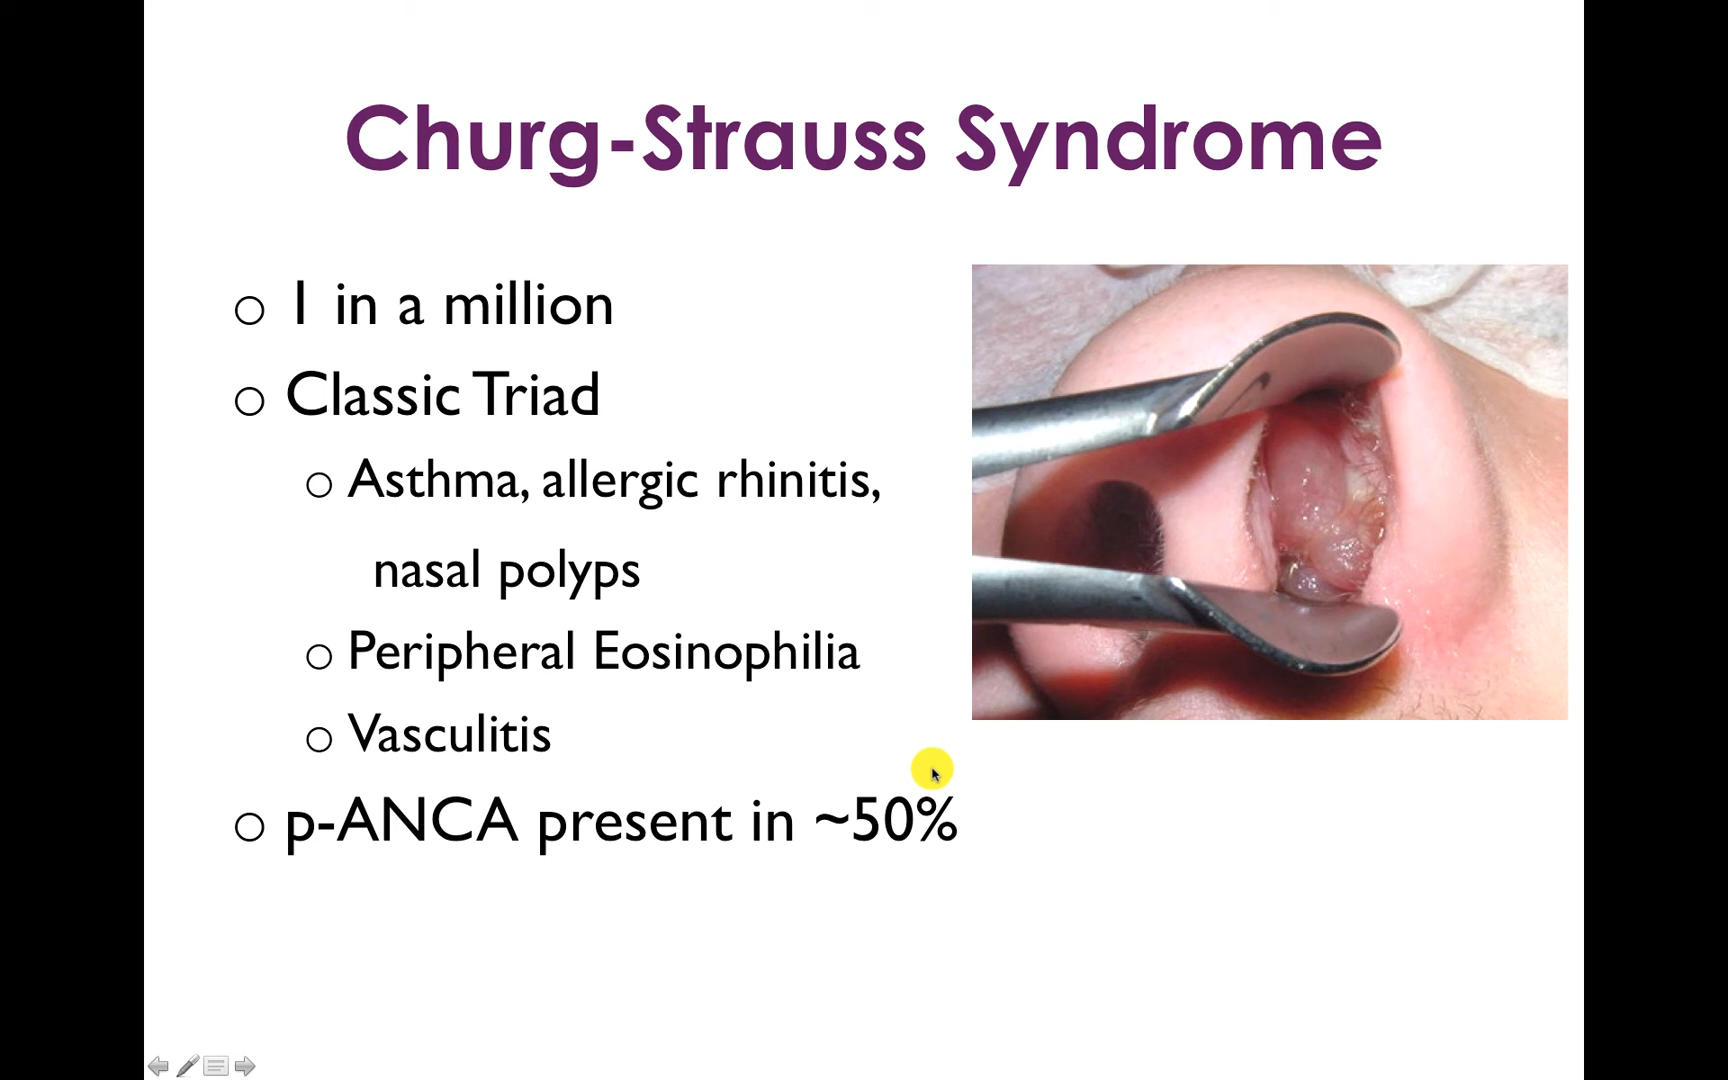 Churg-Strauss Syndrome
1 in a million
Classic Triad
Asthma, allergic rhinitis,
nasal polyps
Peripheral Eosinophilia
Vasculitis
p-ANCA present in ~50%